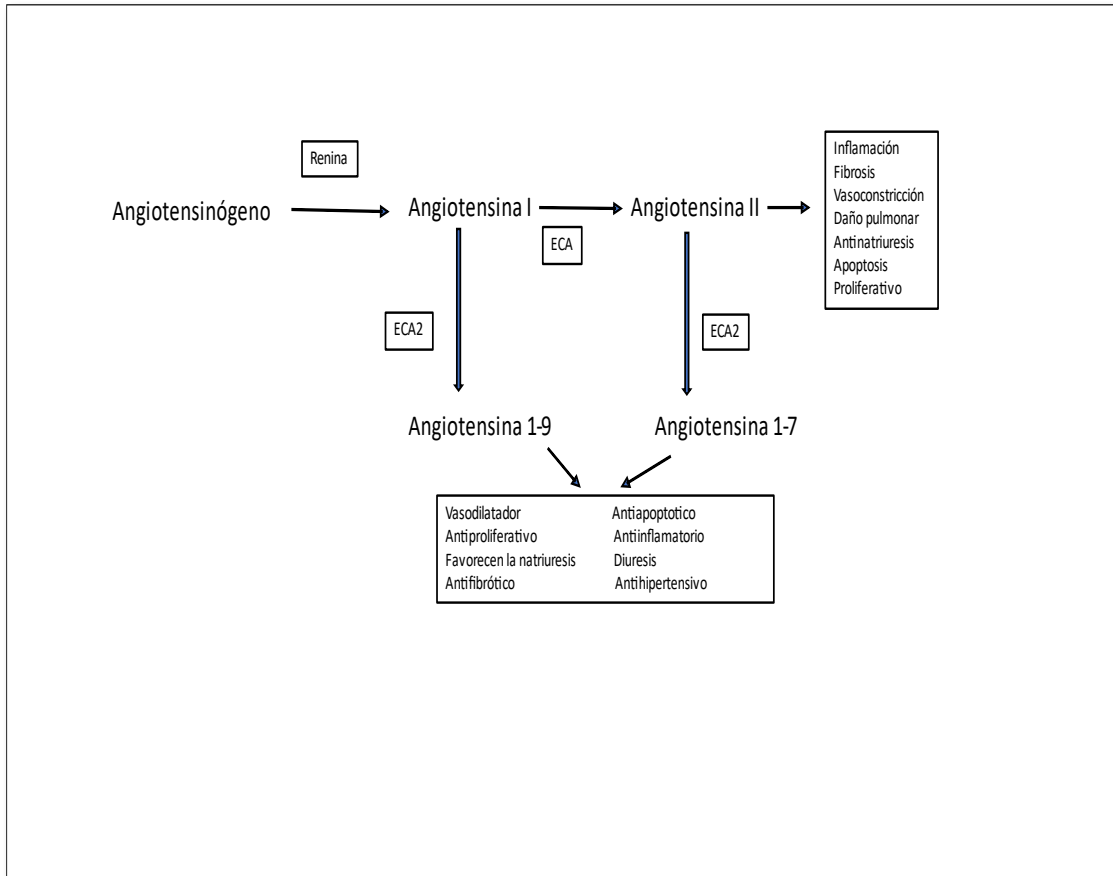 Renina
Angiotensinógeno
Angiotensina I
ECA
Angiotensina II
Inflamación
Fibrosis
Vasoconstricción
Daño pulmonar
Antinatriuresis
Apoptosis
Proliferativo
ECA2
ECA2
Angiotensina 1-9
Angiotensina 1-7
Vasodilatador Antiapoptotico
Antiproliferativo Antiinflamatorio
Favorecen la natriuresis Diuresis
Antifibrótico Antihipertensivo